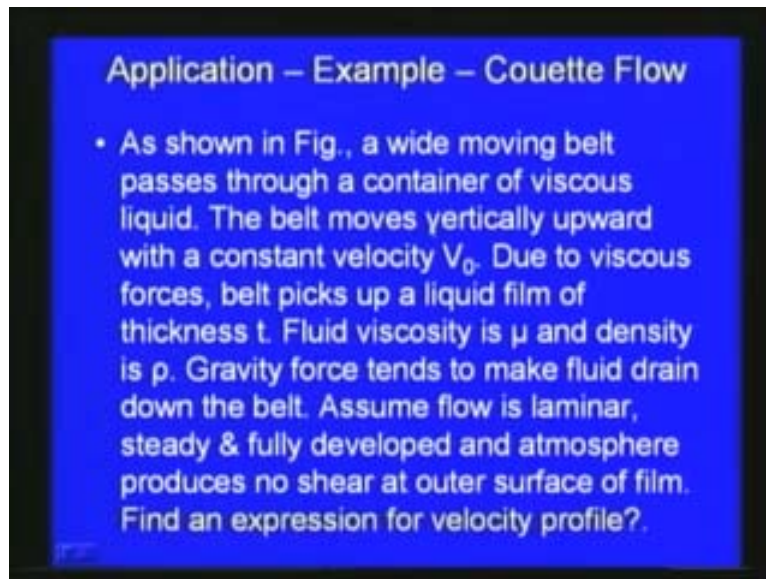 Application – Example – Couette Flow
• As shown in Fig., a wide moving belt
passes through a container of viscous
liquid. The belt moves vertically upward
with a constant velocity V₀. Due to viscous
forces, belt picks up a liquid film of
thickness t. Fluid viscosity is μ and density
is ρ. Gravity force tends to make fluid drain
down the belt. Assume flow is laminar,
steady & fully developed and atmosphere
produces no shear at outer surface of film.
Find an expression for velocity profile?.